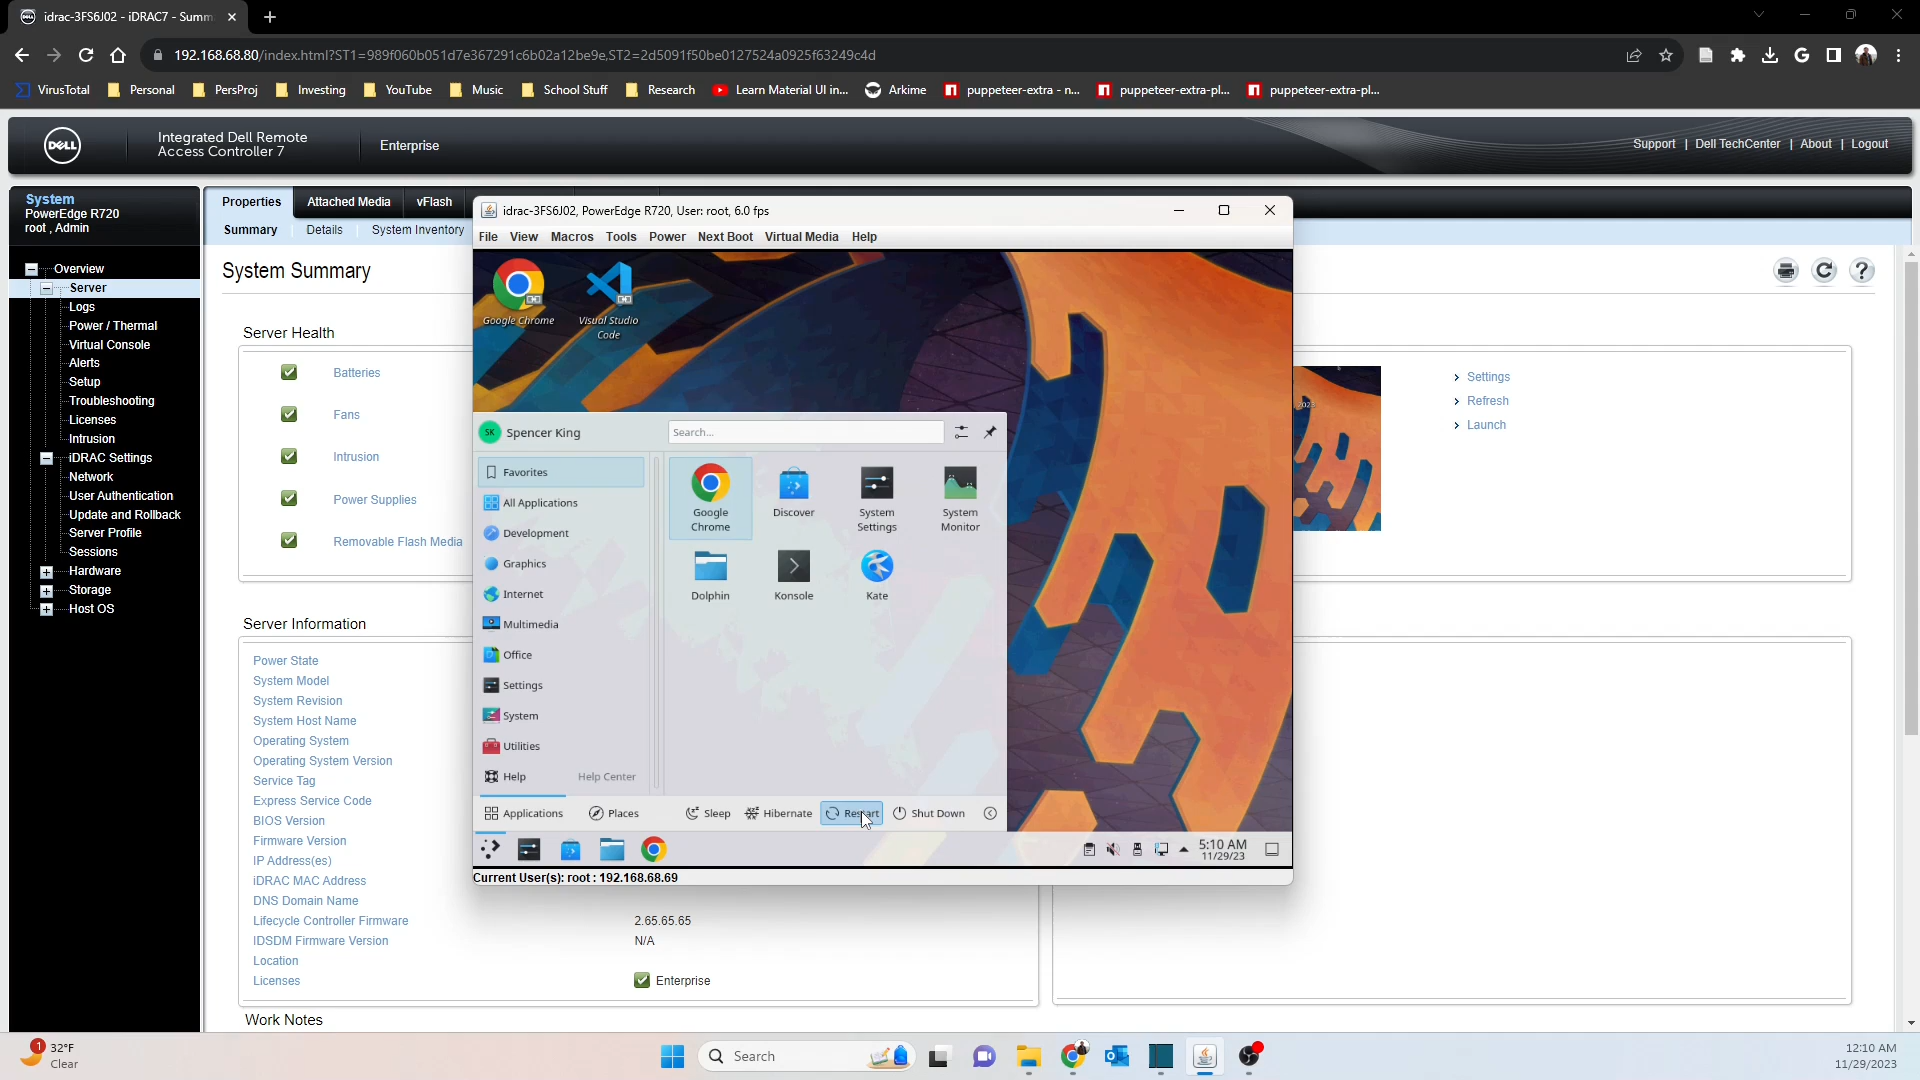 idrac-3FS6J02 - iDRAC7 - Summ
192.168.68.80/index.html?ST1=989f060b051d7e367291c6b02a12be9e,ST2=2d5091f50be0127524a0925f63249c4d
VirusTotal Personal PersProj Investing YouTube Music School Stuff Research Learn Material UI in... Arkime puppeteer-extra - n... puppeteer-extra-pl... puppeteer-extra-pl...
DELL
Integrated Dell Remote
Access Controller 7
Enterprise
Support | Dell TechCenter | About | Logout
System
PowerEdge R720
root , Admin
Properties Attached Media vFlash
Summary Details System Inventory
Overview
Server
Logs
Power / Thermal
Virtual Console
Alerts
Setup
Troubleshooting
Licenses
Intrusion
iDRAC Settings
Network
User Authentication
Update and Rollback
Server Profile
Sessions
Hardware
Storage
Host OS
System Summary
Server Health
Batteries
Fans
Intrusion
Power Supplies
Removable Flash Media
Settings
Refresh
Launch
2023
Server Information
Power State
System Model
System Revision
System Host Name
Operating System
Operating System Version
Service Tag
Express Service Code
BIOS Version
Firmware Version
IP Address(es)
iDRAC MAC Address
DNS Domain Name
Lifecycle Controller Firmware 2.65.65.65
IDSDM Firmware Version N/A
Location
Licenses Enterprise
Work Notes
idrac-3FS6J02, PowerEdge R720, User: root, 6.0 fps
File View Macros Tools Power Next Boot Virtual Media Help
Google Chrome
Visual Studio
Code
SK Spencer King
Search...
Favorites
All Applications
Development
Graphics
Internet
Multimedia
Office
Settings
System
Utilities
Help Help Center
Google
Chrome
Discover
System
Settings
System
Monitor
Dolphin
Konsole
Kate
Applications Places Sleep Hibernate Restart Shut Down
5:10 AM
11/29/23
Current User(s): root : 192.168.68.69
1
32°F
Clear
Search
12:10 AM
11/29/2023